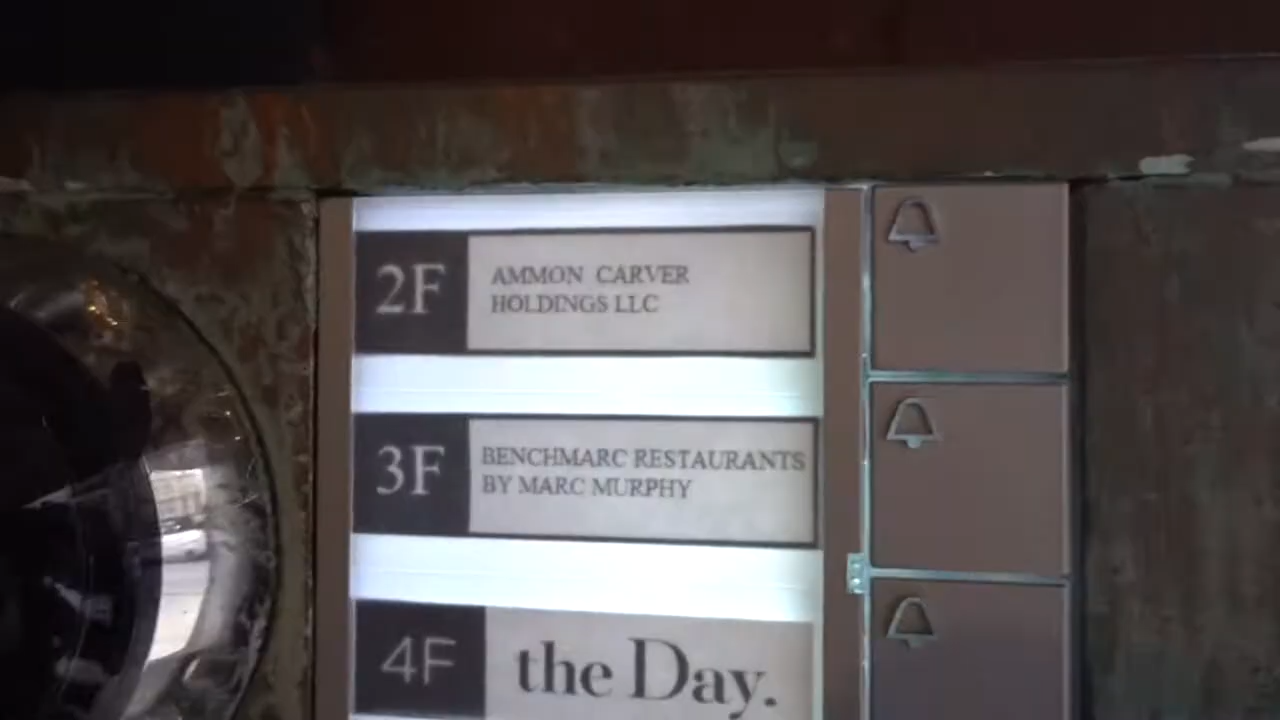 2F
AMMON CARVER
HOLDINGS LLC
3F
BENCHMARC RESTAURANTS
BY MARC MURPHY
4F
the Day.